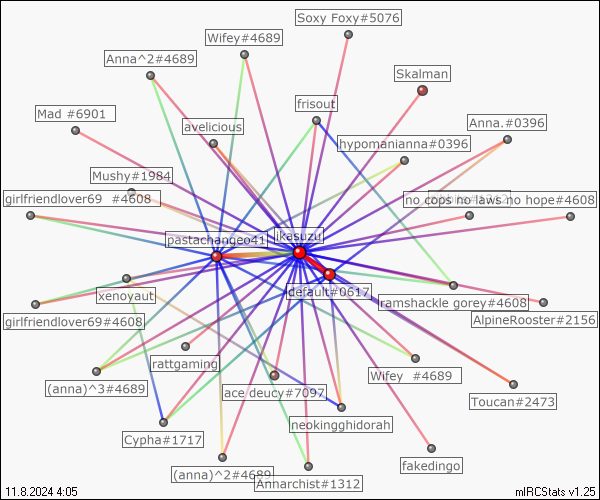 Soxy Foxy#5076
Wifey#4689
Anna^2#4689
Skalman
frisout
Mad #6901
Anna.#0396
avelicious
hypomanianna#0396
Mushy#1984
girlfriendlover69 #4608
no cops no laws no hope#4608
pastachangeo41
ikasuzu
default#0617
xenoyaut
ramshackle gorey#4608
AlpineRooster#2156
girlfriendlover69#4608
rattgaming
(anna)^3#4689
Wifey #4689
ace deucy#7097
Toucan#2473
neokingghidorah
Cypha#1717
(anna)^2#4689
fakedingo
Annarchist#1312
11.8.2024 4:05
mIRCStats v1.25